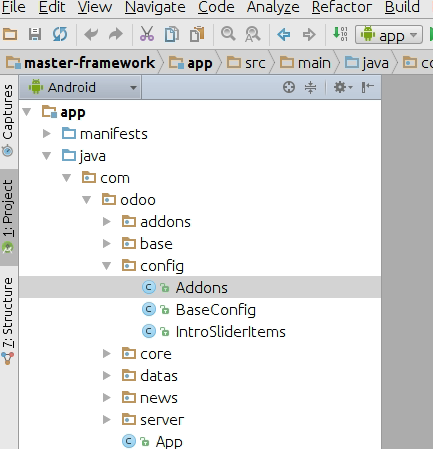 File Edit View Navigate Code Analyze Refactor Build
app
master-framework app src main java
Android
app
manifests
java
com
odoo
addons
base
config
Addons
BaseConfig
IntroSliderItems
core
datas
news
server
App
Captures
1: Project
7: Structure